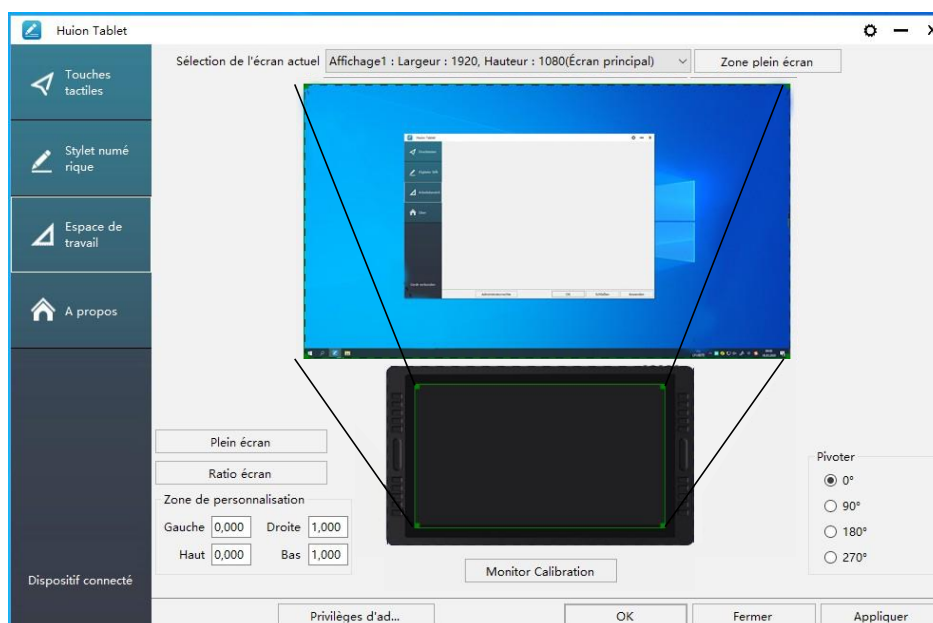 Huion Tablet
Sélection de l'écran actuel Affichage1 : Largeur : 1920, Hauteur : 1080(Écran principal) Zone plein écran
Touches
tactiles
Stylet numé
rique
Espace de
travail
A propos
Dispositif connecté
Huion Tablet
OK
Plein écran
Ratio écran
Zone de personnalisation
Gauche 0,000 Droite 1,000
Haut 0,000 Bas 1,000
Monitor Calibration
Pivoter
0°
90°
180°
270°
Privilèges d'ad... OK Fermer Appliquer